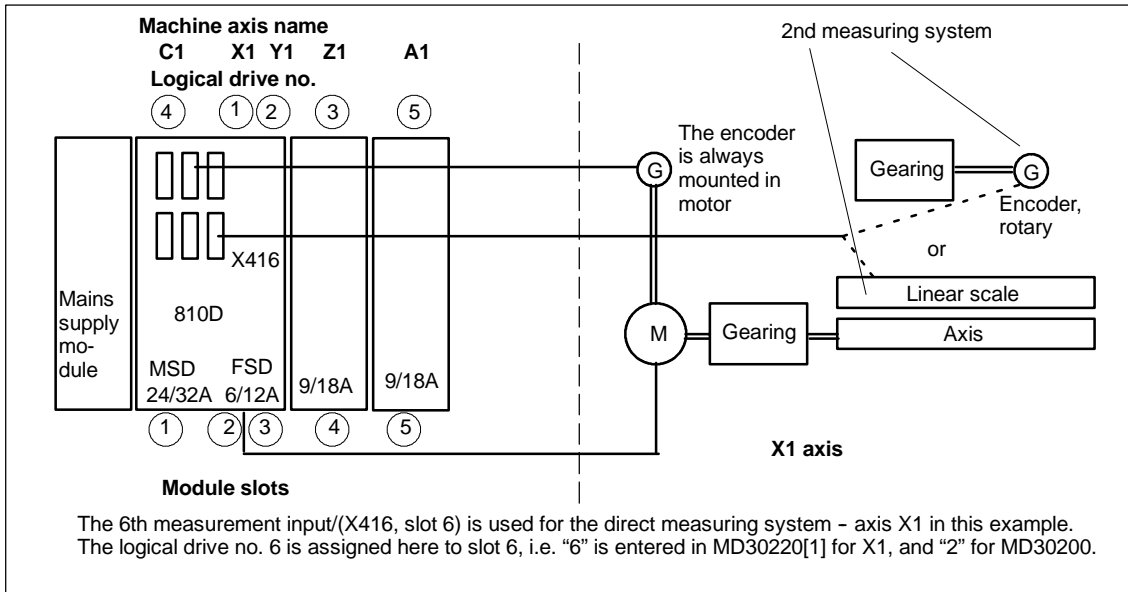 Machine axis name
C1 X1 Y1 Z1 A1
Logical drive no.
4 1 2 3 5
2nd measuring system
The encoder
is always
mounted in
motor
G
Gearing
G
Encoder,
rotary
or
X416
Linear scale
Mains
supply
mo-
dule
810D
M
Gearing
Axis
MSD
24/32A
FSD
6/12A
9/18A
9/18A
1 2 3 4 5
X1 axis
Module slots
The 6th measurement input/(X416, slot 6) is used for the direct measuring system – axis X1 in this example.
The logical drive no. 6 is assigned here to slot 6, i.e. “6” is entered in MD30220[1] for X1, and “2” for MD30200.